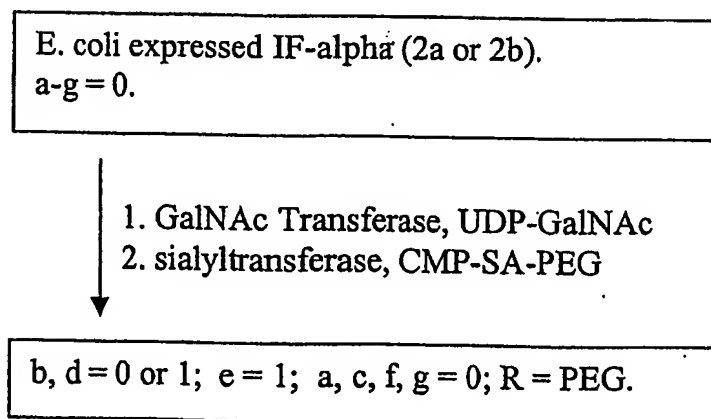 E. coli expressed IF-alpha (2a or 2b).
a-g = 0.
1. GalNAc Transferase, UDP-GalNAc
2. sialyltransferase, CMP-SA-PEG
b, d = 0 or 1; e = 1; a, c, f, g = 0; R = PEG.